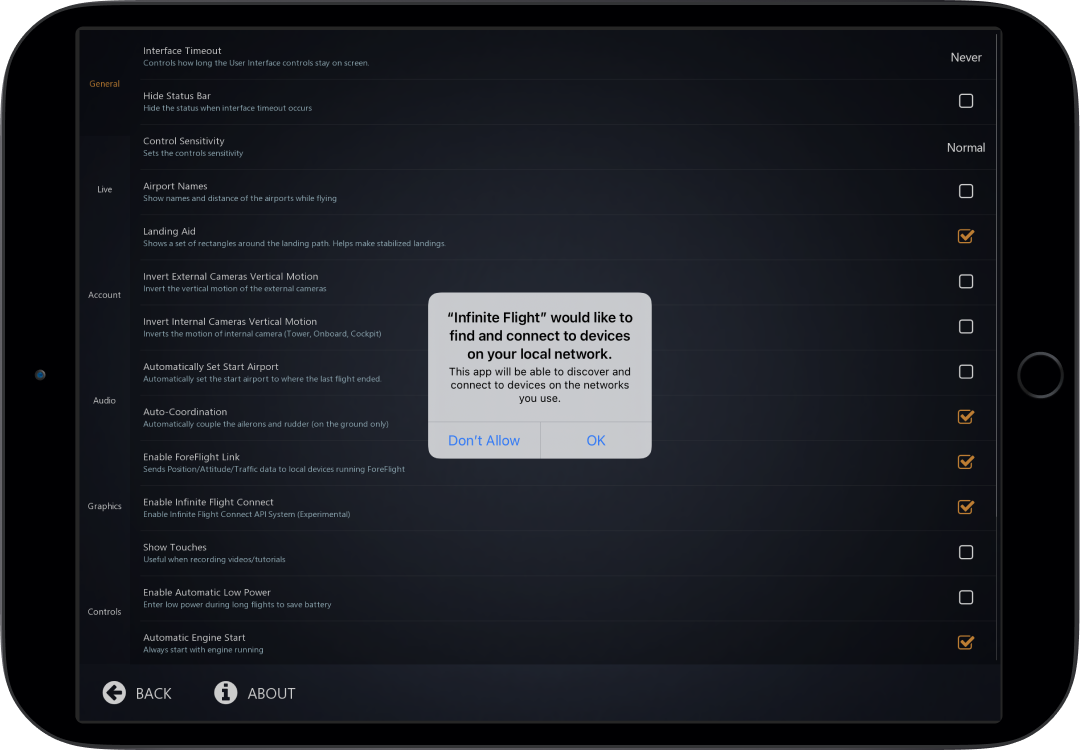 Interface Timeout
Controls how long the User Interface controls stay on screen.
Never
General
Hide Status Bar
Hide the status when interface timeout occurs
Control Sensitivity
Sets the controls sensitivity
Normal
Live
Airport Names
Show names and distance of the airports while flying
Landing Aid
Shows a set of rectangles around the landing path. Helps make stabilized landings.
Account
Invert External Cameras Vertical Motion
Invert the vertical motion of the external cameras
Invert Internal Cameras Vertical Motion
Inverts the motion of internal camera (Tower, Onboard, Cockpit)
Automatically Set Start Airport
Automatically set the start airport to where the last flight ended.
Audio
Auto-Coordination
Automatically couple the ailerons and rudder (on the ground only)
Enable ForeFlight Link
Sends Position/Attitude/Traffic data to local devices running ForeFlight
Graphics
Enable Infinite Flight Connect
Enable Infinite Flight Connect API System (Experimental)
Show Touches
Useful when recording videos/tutorials
Enable Automatic Low Power
Enter low power during long flights to save battery
Controls
Automatic Engine Start
Always start with engine running
“Infinite Flight” would like to
find and connect to devices
on your local network.
This app will be able to discover and
connect to devices on the networks
you use.
Don’t Allow
OK
BACK
ABOUT